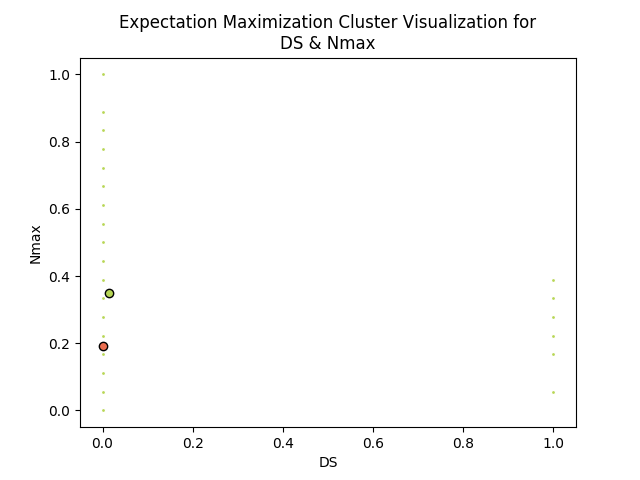 Expectation Maximization Cluster Visualization for
DS & Nmax
1.0
0.8
0.6
0.4
0.2
0.0
Nmax
0.0 0.2 0.4 0.6 0.8 1.0
DS